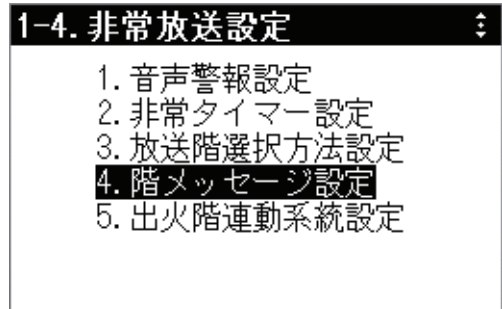 1-4.非常放送設定
1.音声警報設定
2.非常タイマー設定
3.放送階選択方法設定
4.階メッセージ設定
5.出火階連動系統設定